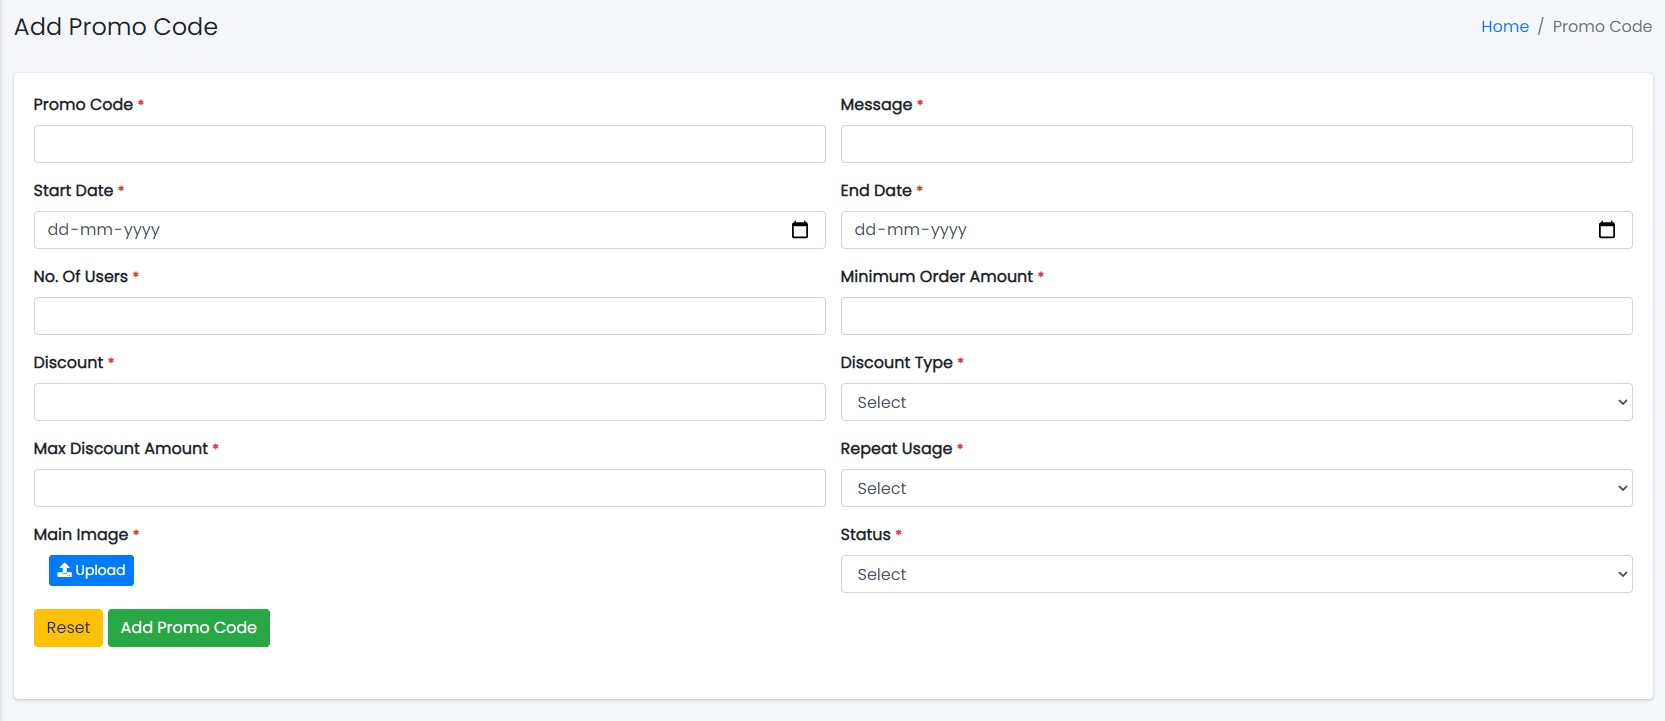 Add Promo Code
Home / Promo Code
Promo Code *
Message *
Start Date *
End Date *
dd-mm-yyyy
dd-mm-yyyy
No. Of Users *
Minimum Order Amount *
Discount *
Discount Type *
Select
Max Discount Amount *
Repeat Usage *
Select
Main Image *
Status *
Upload
Select
Reset
Add Promo Code